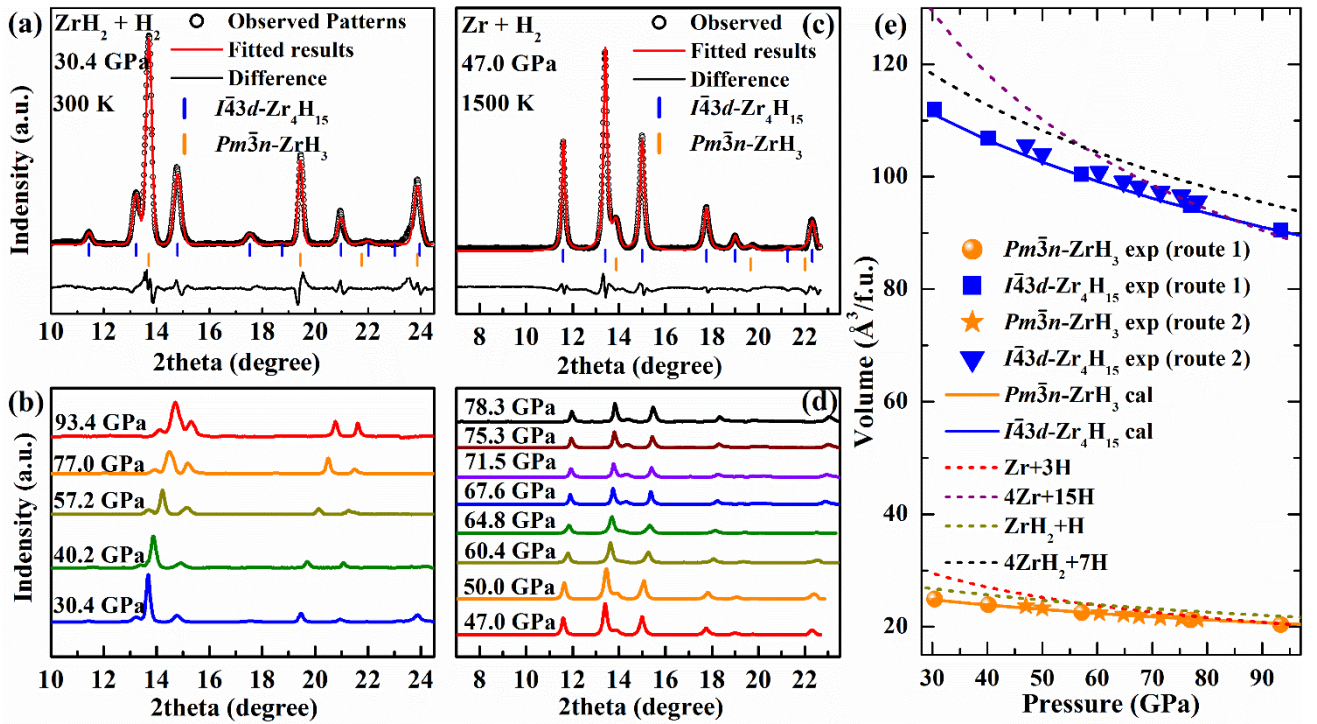 (a)
ZrH₂ + H₂
30.4 GPa
300 K
Observed Patterns
Fitted results
Difference
I4̅3d-Zr₄H₁₅
Pm3̅n-ZrH₃
Indensity (a.u.)
10 12 14 16 18 20 22 24
2theta (degree)
(c)
Zr + H₂
47.0 GPa
1500 K
Observed
Fitted results
Difference
I4̅3d-Zr₄H₁₅
Pm3̅n-ZrH₃
8 10 12 14 16 18 20 22
2theta (degree)
(b)
93.4 GPa
77.0 GPa
57.2 GPa
40.2 GPa
30.4 GPa
Indensity (a.u.)
10 12 14 16 18 20 22 24
2theta (degree)
(d)
78.3 GPa
75.3 GPa
71.5 GPa
67.6 GPa
64.8 GPa
60.4 GPa
50.0 GPa
47.0 GPa
8 10 12 14 16 18 20 22
2theta (degree)
(e)
Volume (Å³/f.u.)
120
100
80
60
40
20
Pm3̅n-ZrH₃ exp (route 1)
I4̅3d-Zr₄H₁₅ exp (route 1)
Pm3̅n-ZrH₃ exp (route 2)
I4̅3d-Zr₄H₁₅ exp (route 2)
Pm3̅n-ZrH₃ cal
I4̅3d-Zr₄H₁₅ cal
Zr+3H
4Zr+15H
ZrH₂+H
4ZrH₂+7H
30 40 50 60 70 80 90
Pressure (GPa)